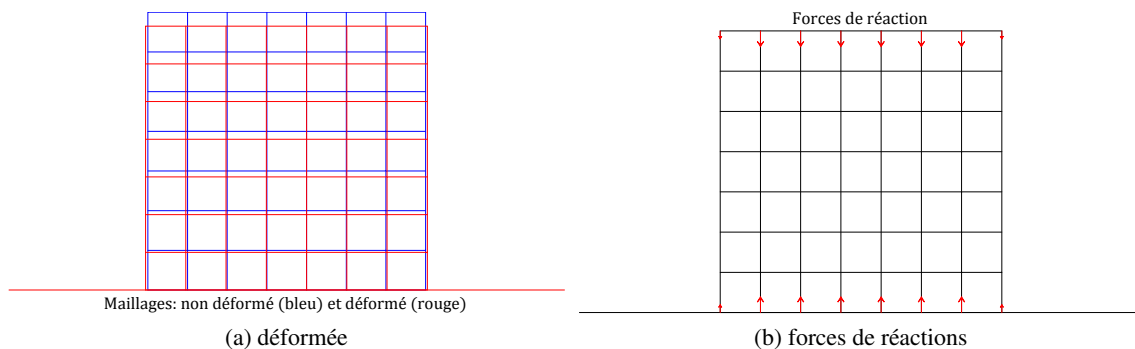 Forces de réaction
Maillages: non déformé (bleu) et déformé (rouge)
(a) déformée
(b) forces de réactions